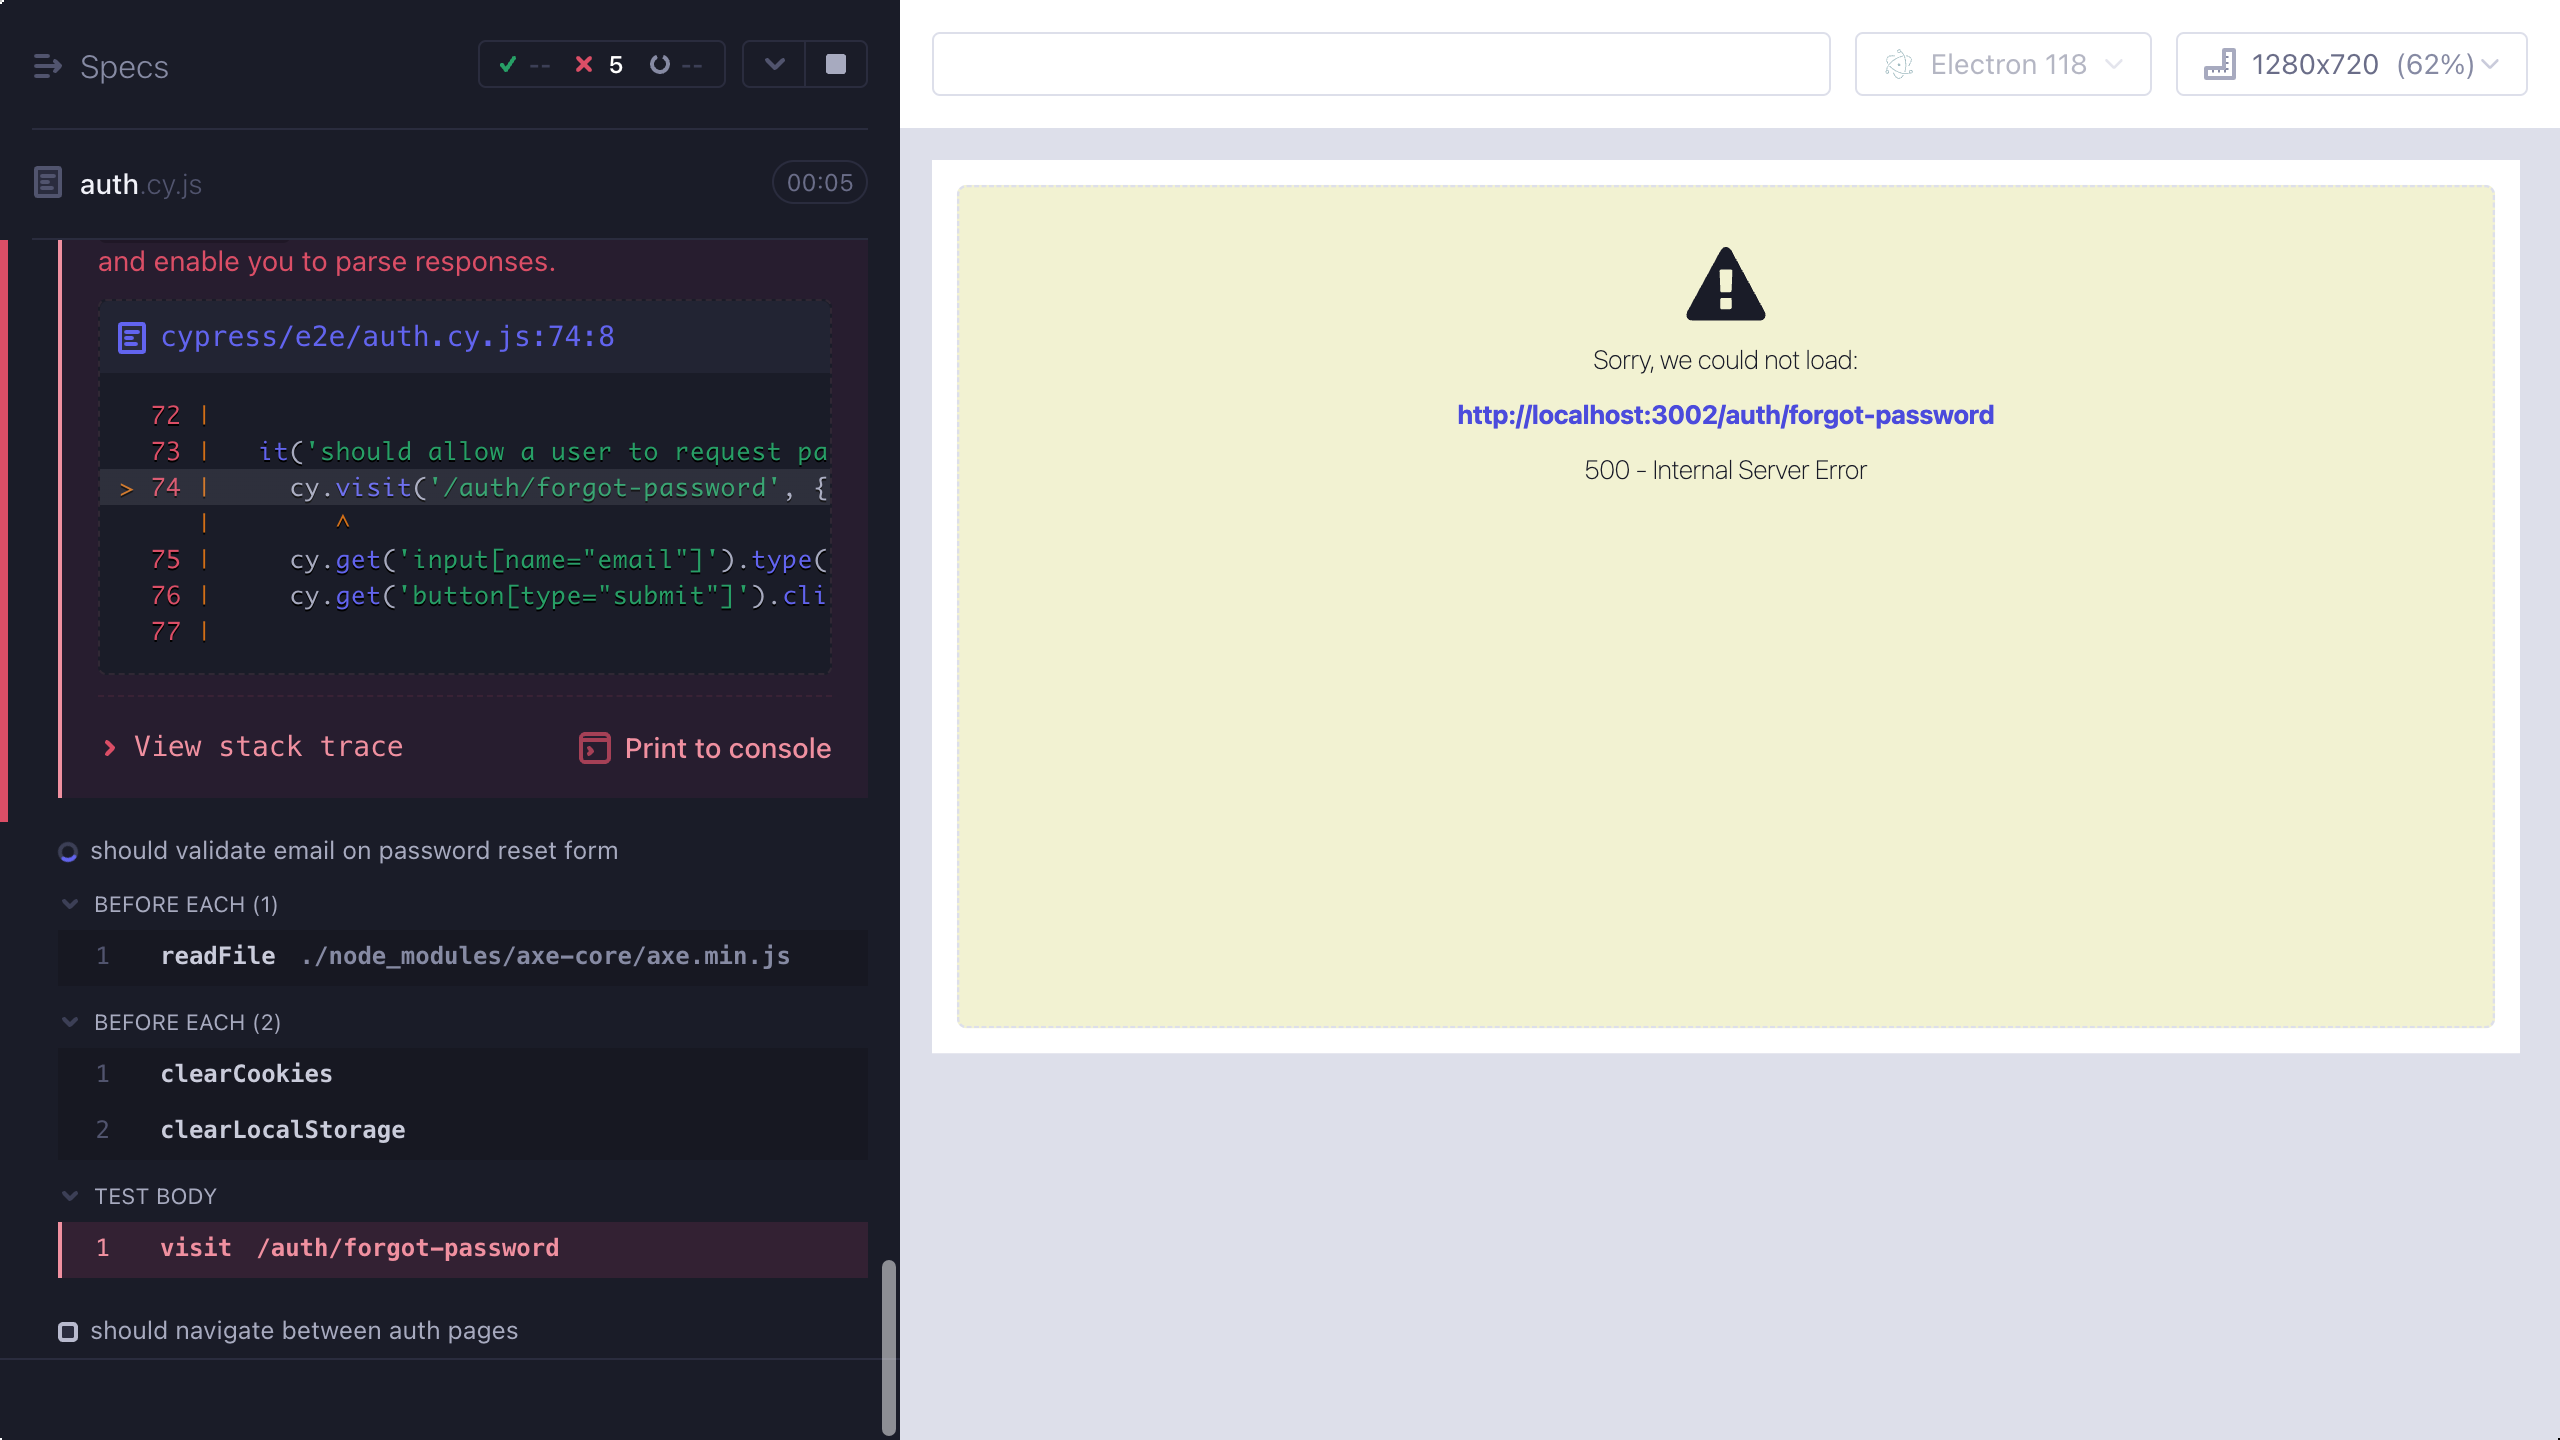 Specs
-- 5 --
auth.cy.js
00:05
and enable you to parse responses.
cypress/e2e/auth.cy.js:74:8
72 |
73 | it('should allow a user to request pa
> 74 | cy.visit('/auth/forgot-password', {
| ^
75 | cy.get('input[name="email"]').type(
76 | cy.get('button[type="submit"]').cli
77 |
View stack trace
Print to console
should validate email on password reset form
BEFORE EACH (1)
1 readFile ./node_modules/axe-core/axe.min.js
BEFORE EACH (2)
1 clearCookies
2 clearLocalStorage
TEST BODY
1 visit /auth/forgot-password
should navigate between auth pages
Electron 118
1280x720 (62%)
Sorry, we could not load:
http://localhost:3002/auth/forgot-password
500 - Internal Server Error